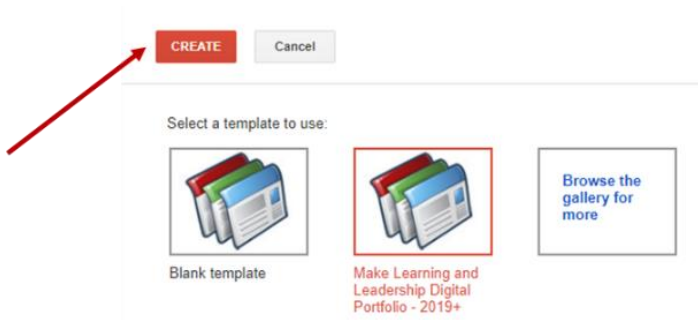 CREATE Cancel
Select a template to use:
Blank template
Make Learning and
Leadership Digital
Portfolio - 2019+
Browse the
gallery for
more